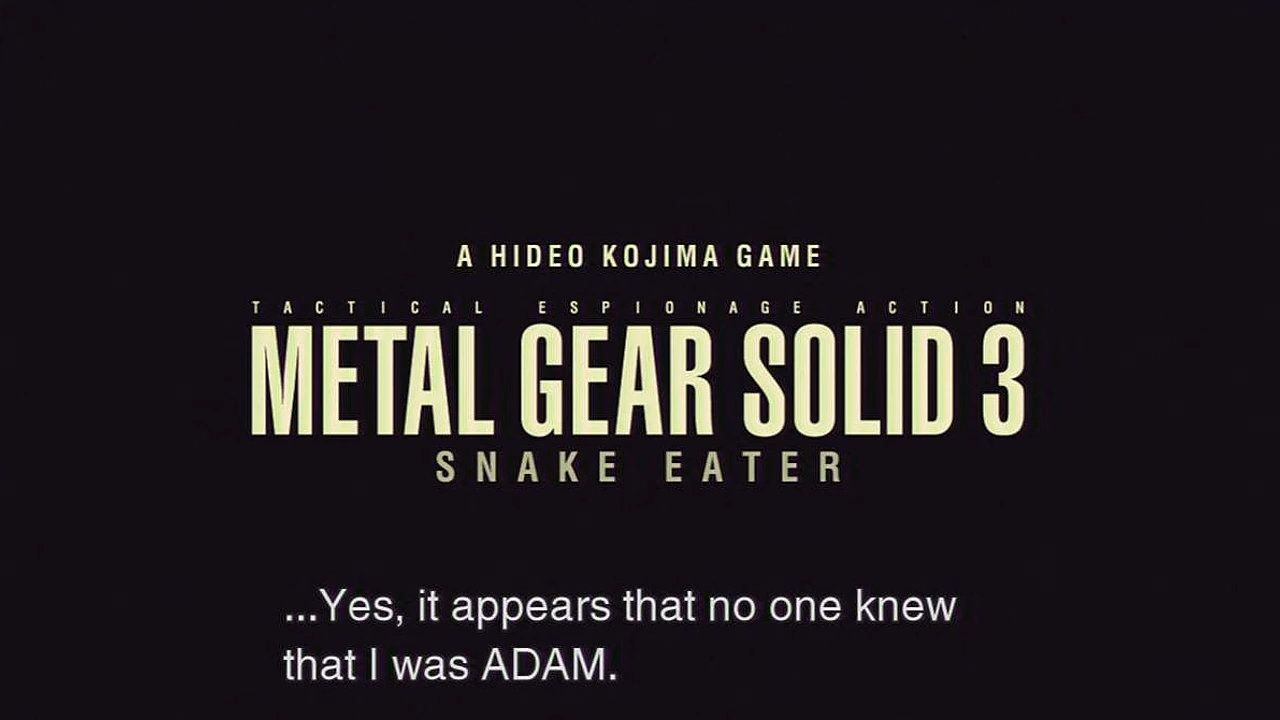 A HIDEO KOJIMA GAME
TACTICAL ESPIONAGE ACTION
METAL GEAR SOLID 3
SNAKE EATER
...Yes, it appears that no one knew
that I was ADAM.